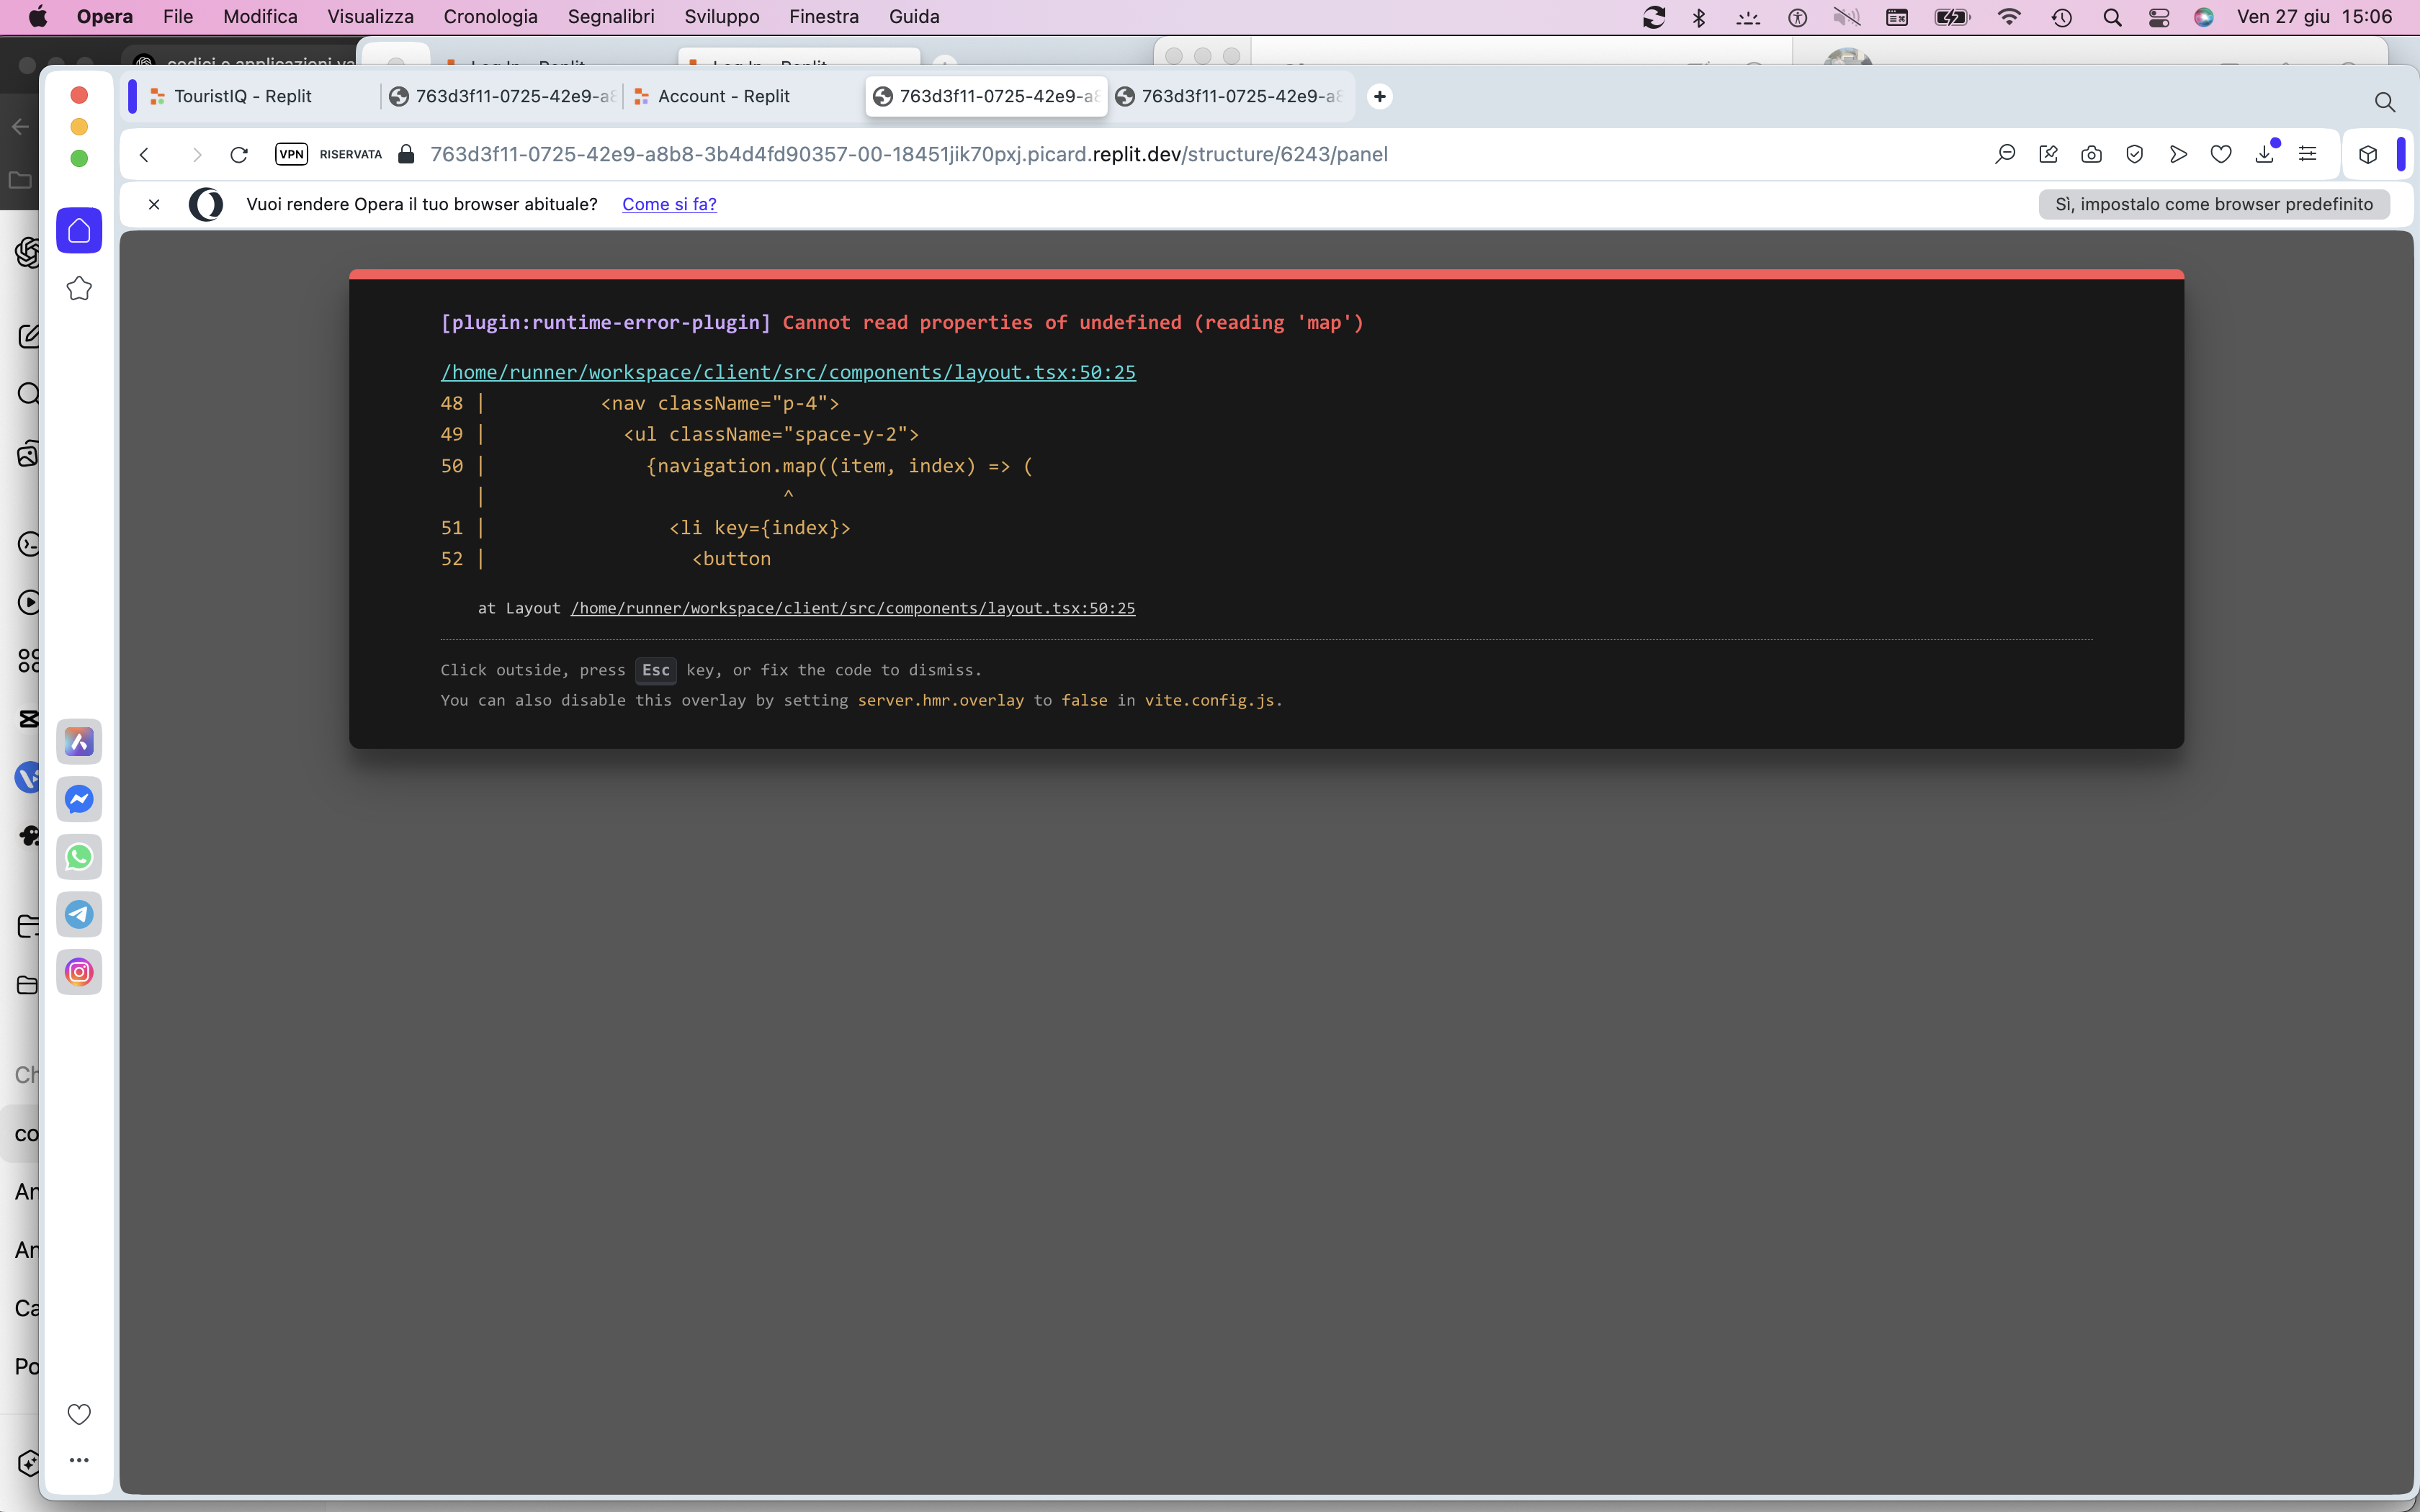 Opera File Modifica Visualizza Cronologia Segnalibri Sviluppo Finestra Guida Ven 27 giu 15:06
TouristIQ - Replit 763d3f11-0725-42e9-a8 Account - Replit 763d3f11-0725-42e9-a8 763d3f11-0725-42e9-a8
VPN RISERVATA 763d3f11-0725-42e9-a8b8-3b4d4fd90357-00-18451jik70pxj.picard.replit.dev/structure/6243/panel
Vuoi rendere Opera il tuo browser abituale? Come si fa? Sì, impostalo come browser predefinito
[plugin:runtime-error-plugin] Cannot read properties of undefined (reading 'map')
/home/runner/workspace/client/src/components/layout.tsx:50:25
48 | <nav className="p-4">
49 | <ul className="space-y-2">
50 | {navigation.map((item, index) => (
| ^
51 | <li key={index}>
52 | <button
at Layout /home/runner/workspace/client/src/components/layout.tsx:50:25
Click outside, press Esc key, or fix the code to dismiss.
You can also disable this overlay by setting server.hmr.overlay to false in vite.config.js.
Ch
co
An
An
Ca
Po